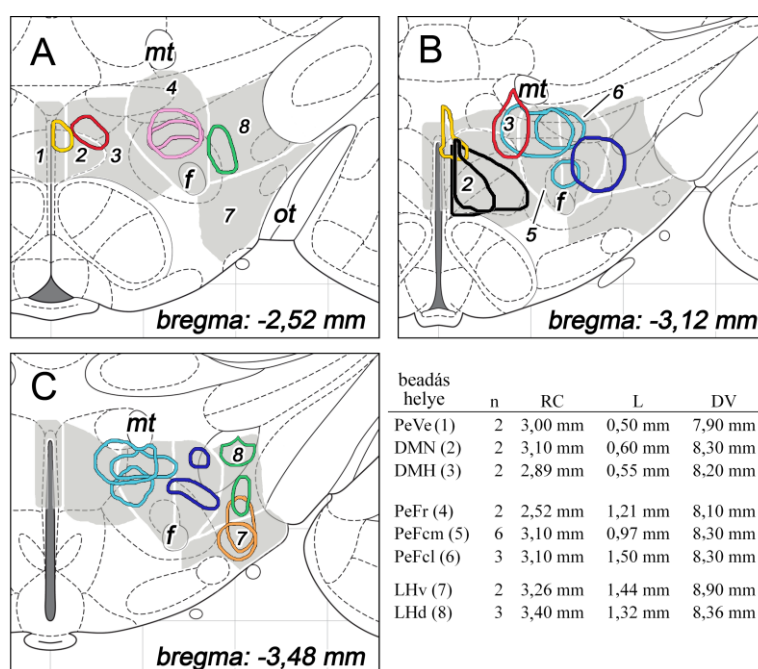 A
mt
4
8
1
2
3
f
7
ot
bregma: -2,52 mm
B
mt
6
3
2
f
5
bregma: -3,12 mm
C
mt
8
f
7
bregma: -3,48 mm
beadás
helye n RC L DV
PeVe (1) 2 3,00 mm 0,50 mm 7,90 mm
DMN (2) 2 3,10 mm 0,60 mm 8,30 mm
DMH (3) 2 2,89 mm 0,55 mm 8,20 mm
PeFr (4) 2 2,52 mm 1,21 mm 8,10 mm
PeFcm (5) 6 3,10 mm 0,97 mm 8,30 mm
PeFcl (6) 3 3,10 mm 1,50 mm 8,30 mm
LHv (7) 2 3,26 mm 1,44 mm 8,90 mm
LHd (8) 3 3,40 mm 1,32 mm 8,36 mm